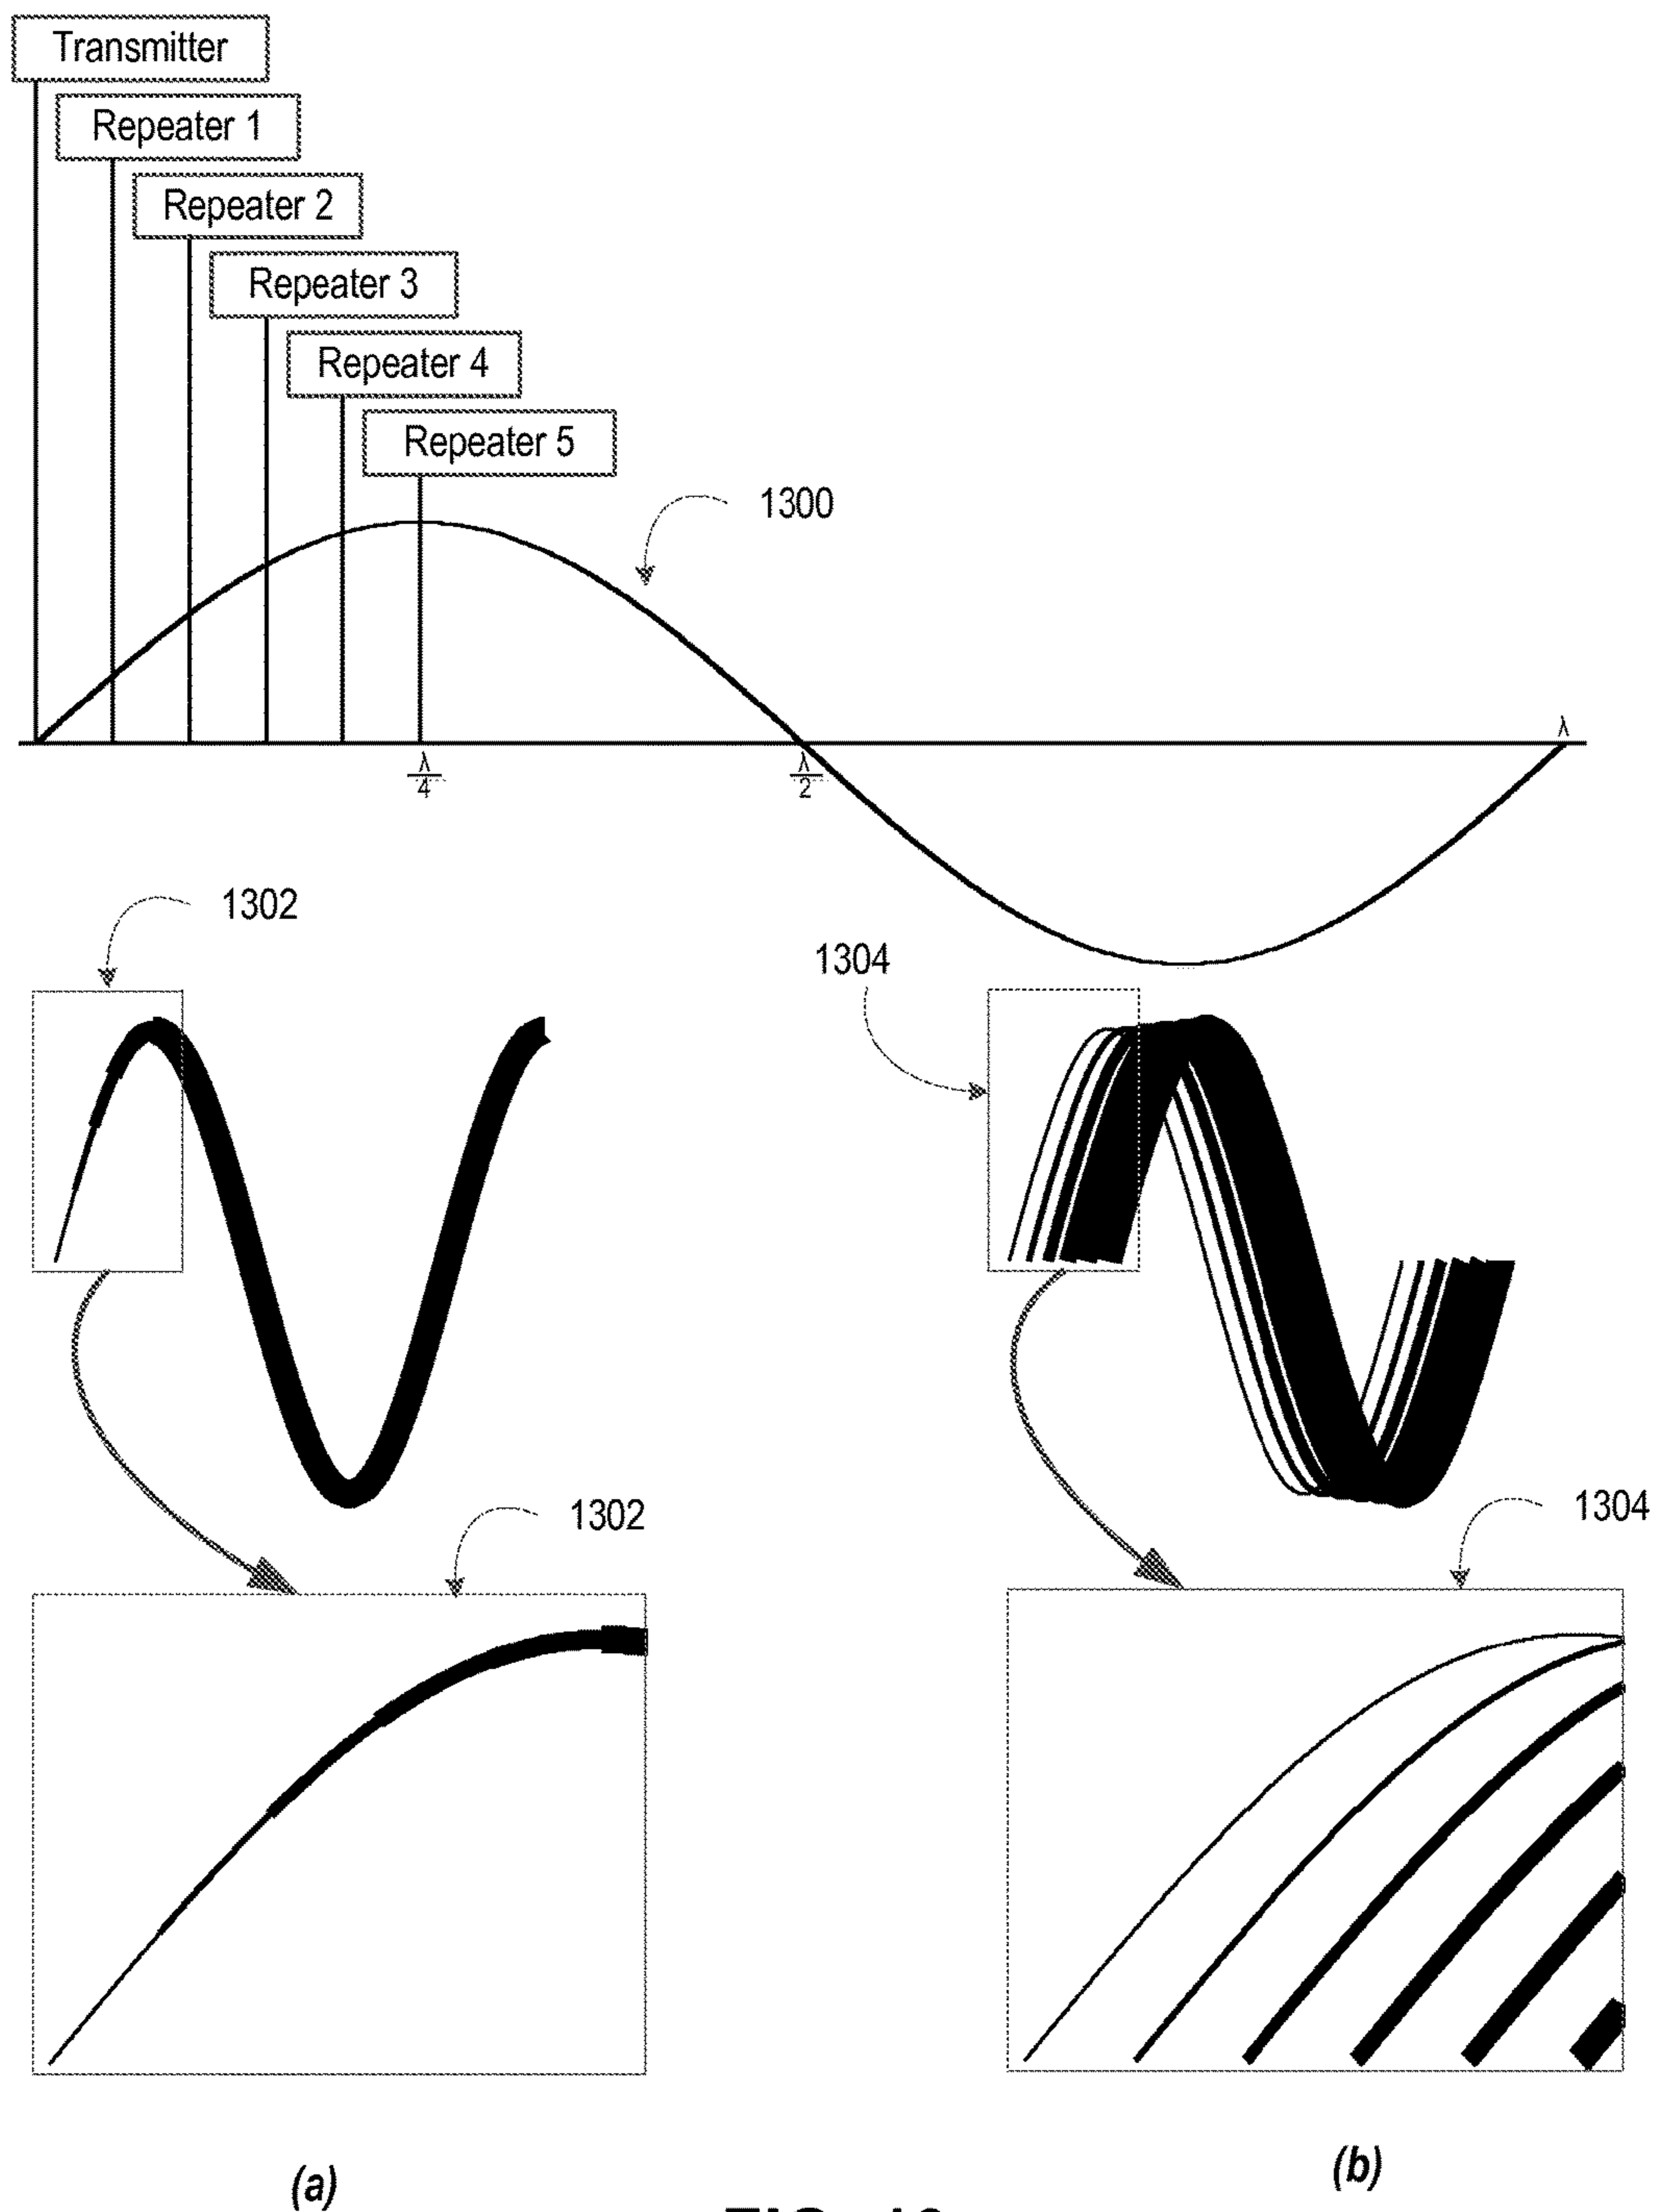 Transmitter
Repeater 1
Repeater 2
Repeater 3
Repeater 4
Repeater 5
1300
λ
λ/4
λ/2
1302
1304
1302
1304
(a)
(b)